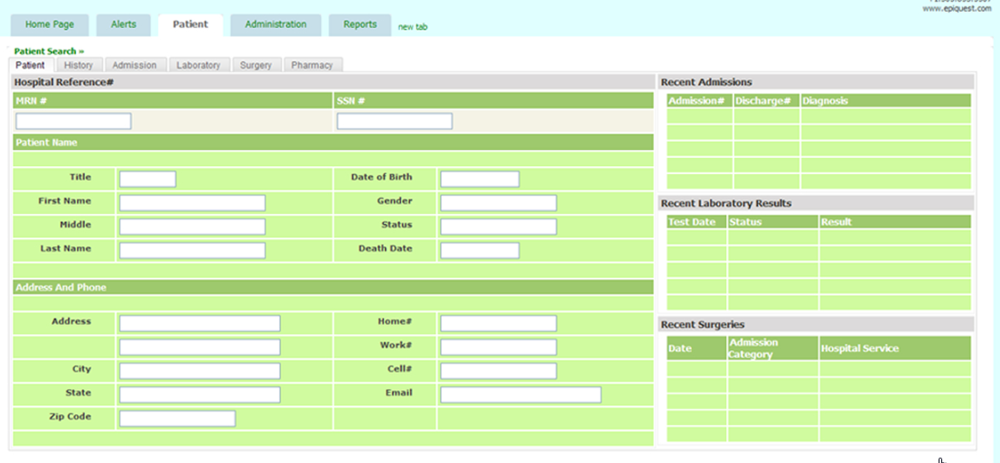 www.epiquest.com
Home Page Alerts Patient Administration Reports new tab
Patient Search »
Patient History Admission Laboratory Surgery Pharmacy
Hospital Reference#
MRN # SSN #
Patient Name
Title Date of Birth
First Name Gender
Middle Status
Last Name Death Date
Address And Phone
Address Home#
Work#
City Cell#
State Email
Zip Code
Recent Admissions
Admission# Discharge# Diagnosis
Recent Laboratory Results
Test Date Status Result
Recent Surgeries
Date Admission Category Hospital Service